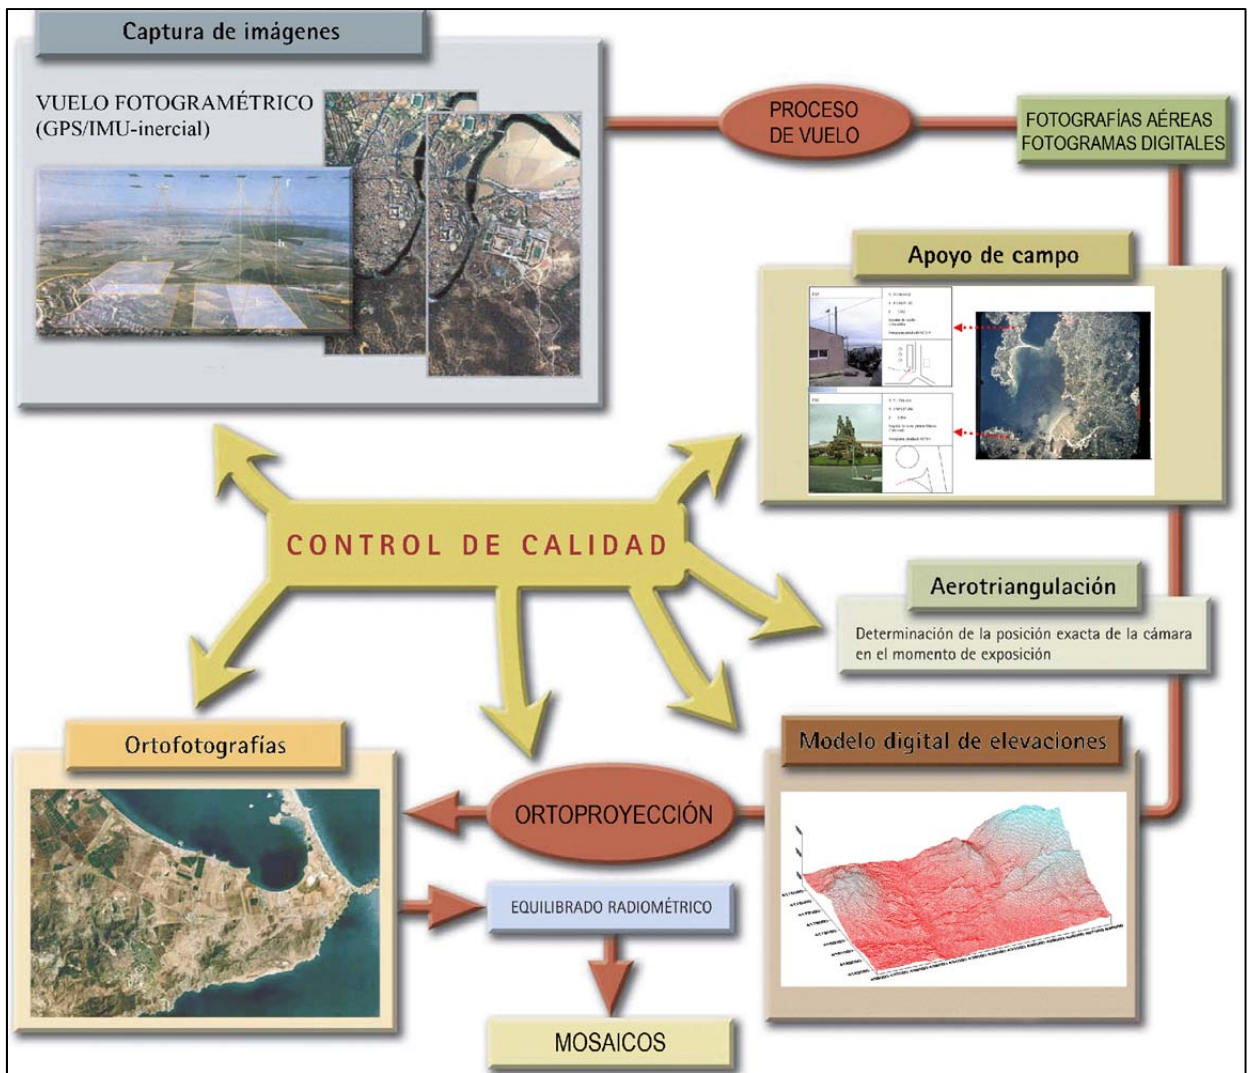 Captura de imágenes
VUELO FOTOGRAMÉTRICO
(GPS/IMU-inercial)
PROCESO
DE VUELO
FOTOGRAFÍAS AÉREAS
FOTOGRAMAS DIGITALES
Apoyo de campo
CONTROL DE CALIDAD
Aerotriangulación
Determinación de la posición exacta de la cámara
en el momento de exposición
Ortofotografías
Modelo digital de elevaciones
ORTOPROYECCIÓN
EQUILIBRADO RADIOMÉTRICO
MOSAICOS